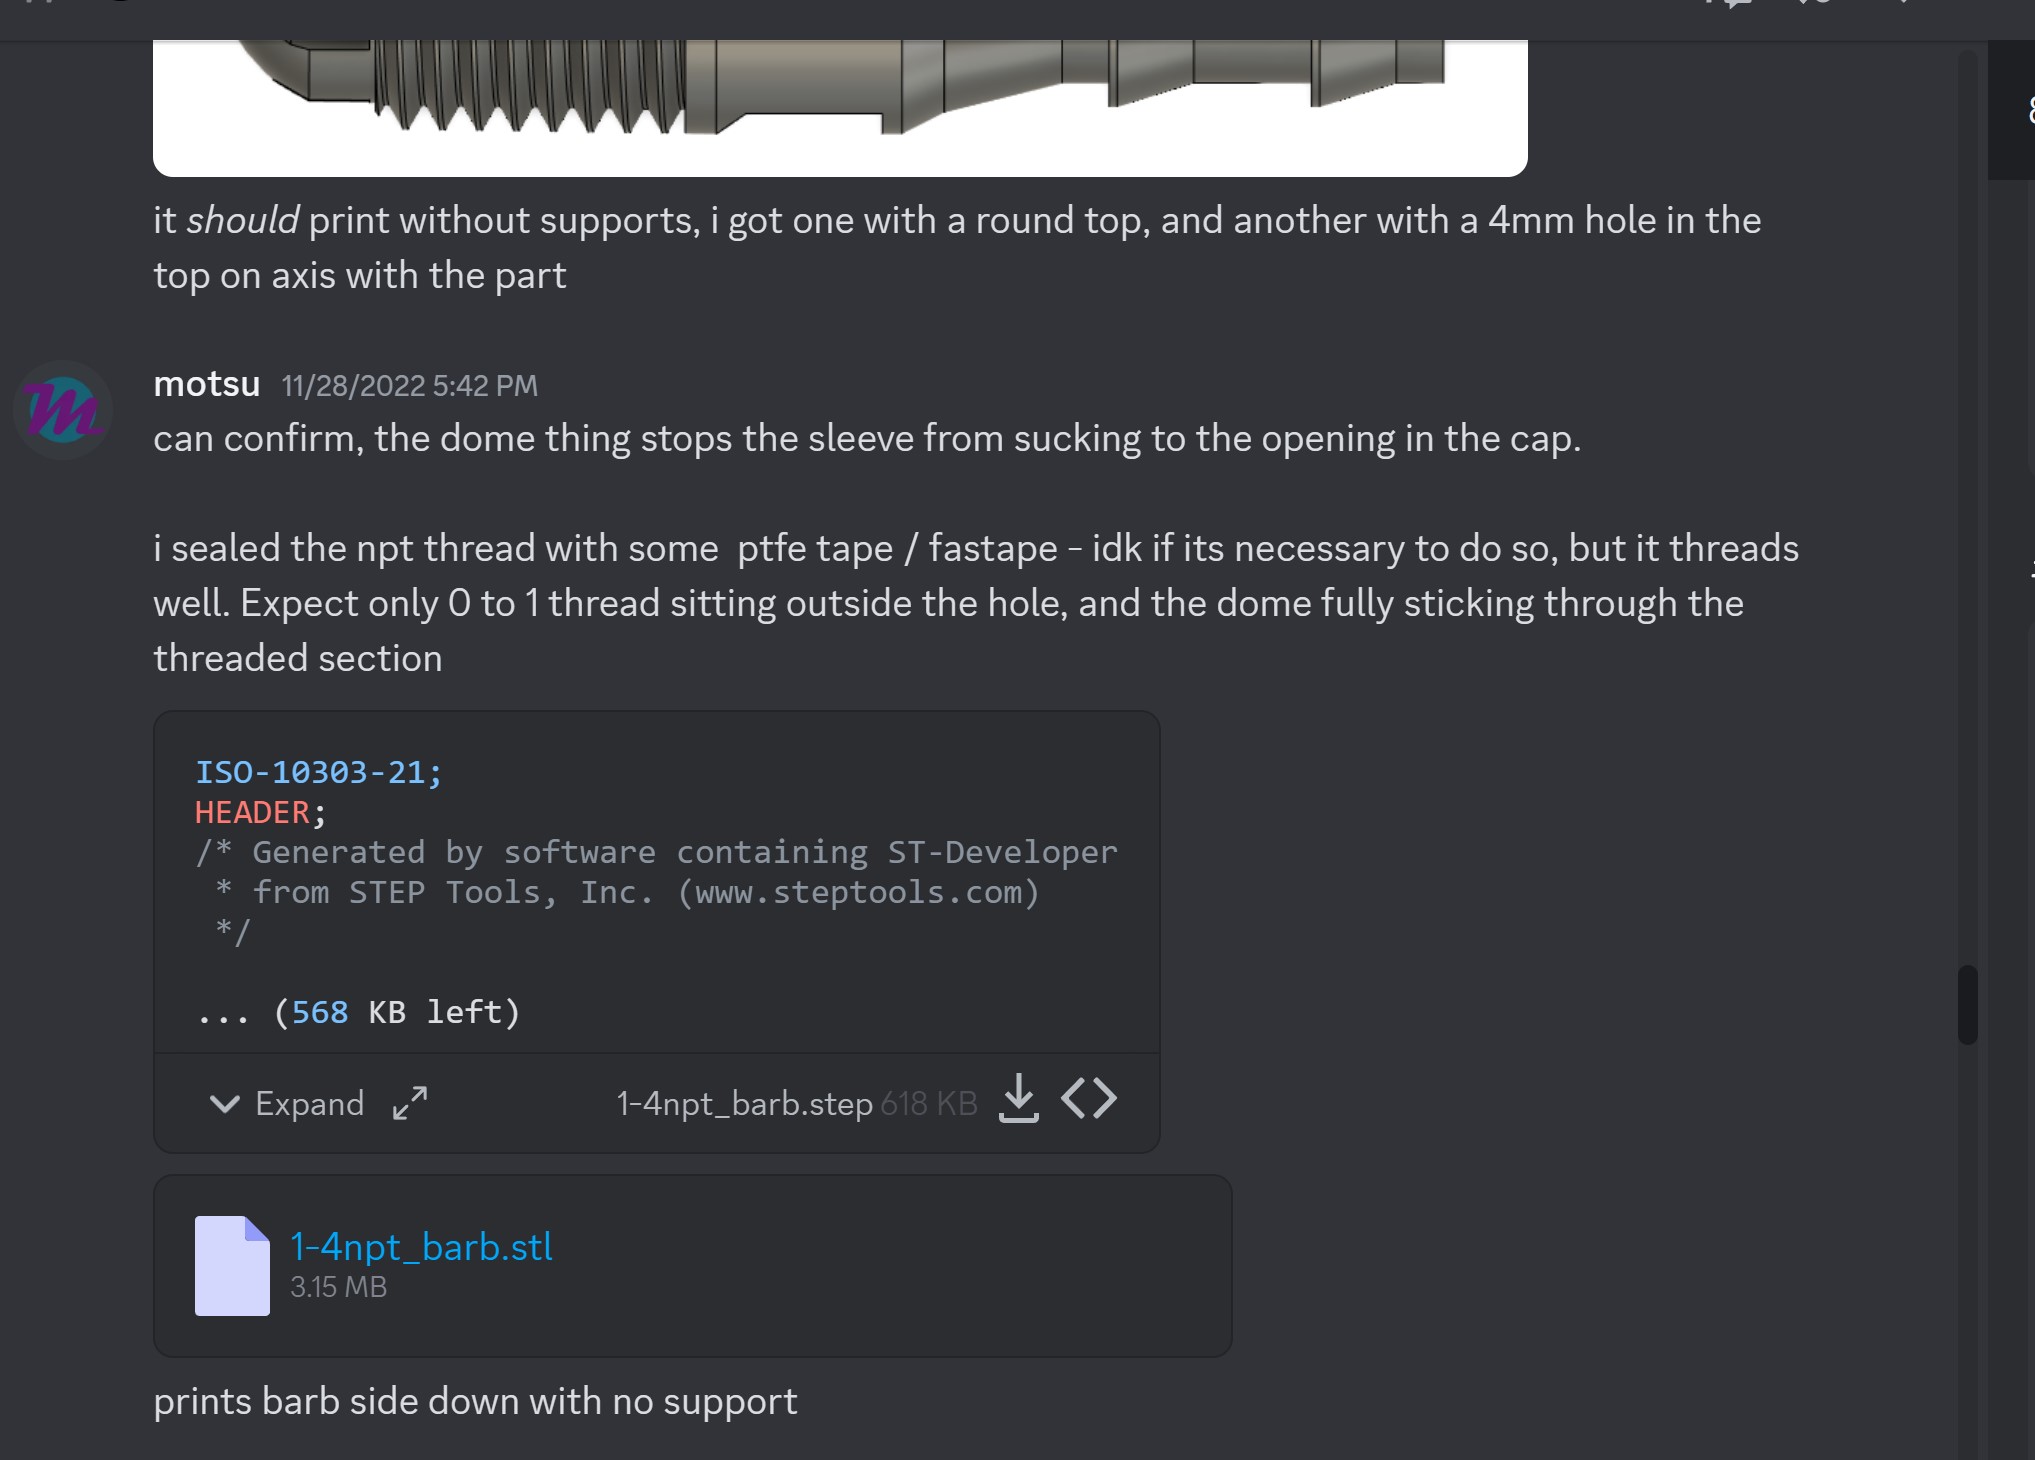 it should print without supports, i got one with a round top, and another with a 4mm hole in the
top on axis with the part
motsu 11/28/2022 5:42 PM
can confirm, the dome thing stops the sleeve from sucking to the opening in the cap.
i sealed the npt thread with some  ptfe tape / fastape - idk if its necessary to do so, but it threads
well. Expect only 0 to 1 thread sitting outside the hole, and the dome fully sticking through the
threaded section
ISO-10303-21;
HEADER;
/* Generated by software containing ST-Developer
 * from STEP Tools, Inc. (www.steptools.com)
 */
... (568 KB left)
Expand 1-4npt_barb.step 618 KB
1-4npt_barb.stl
3.15 MB
prints barb side down with no support